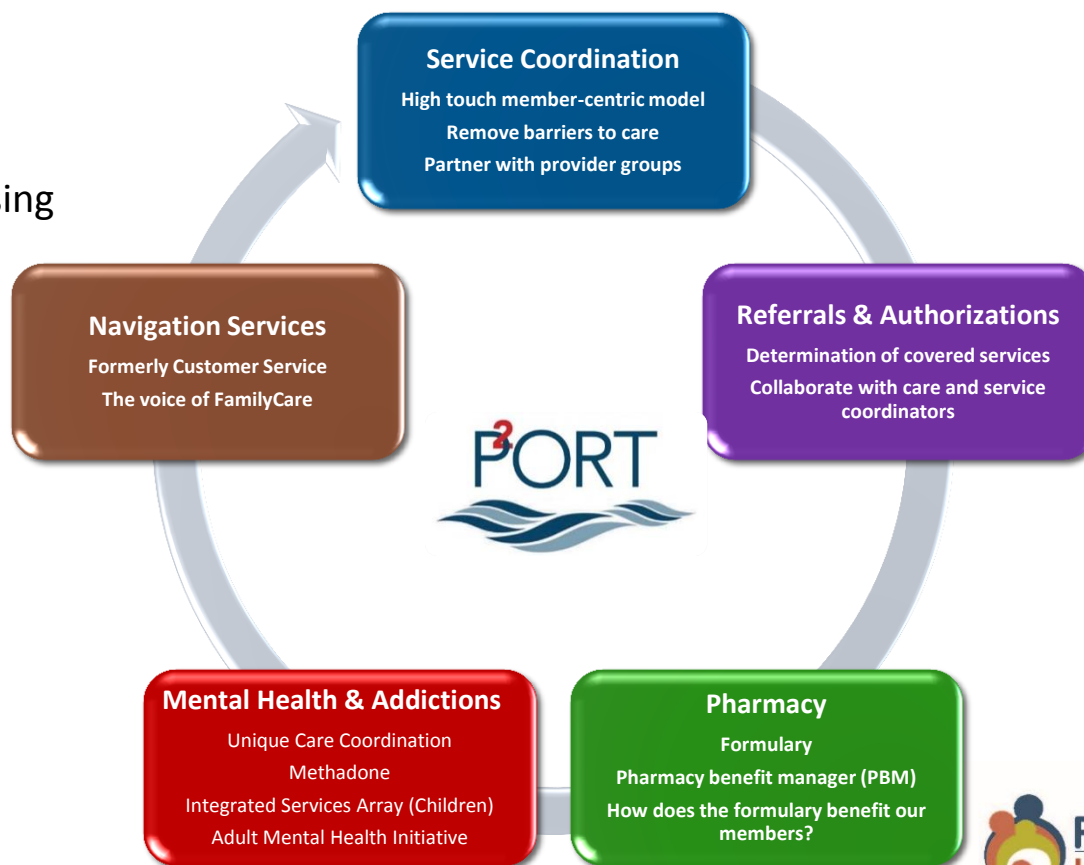 Service Coordination
High touch member-centric model
Remove barriers to care
Partner with provider groups
sing
Navigation Services
Formerly Customer Service
The voice of FamilyCare
Referrals & Authorizations
Determination of covered services
Collaborate with care and service
coordinators
P²ORT
Mental Health & Addictions
Unique Care Coordination
Methadone
Integrated Services Array (Children)
Adult Mental Health Initiative
Pharmacy
Formulary
Pharmacy benefit manager (PBM)
How does the formulary benefit our
members?